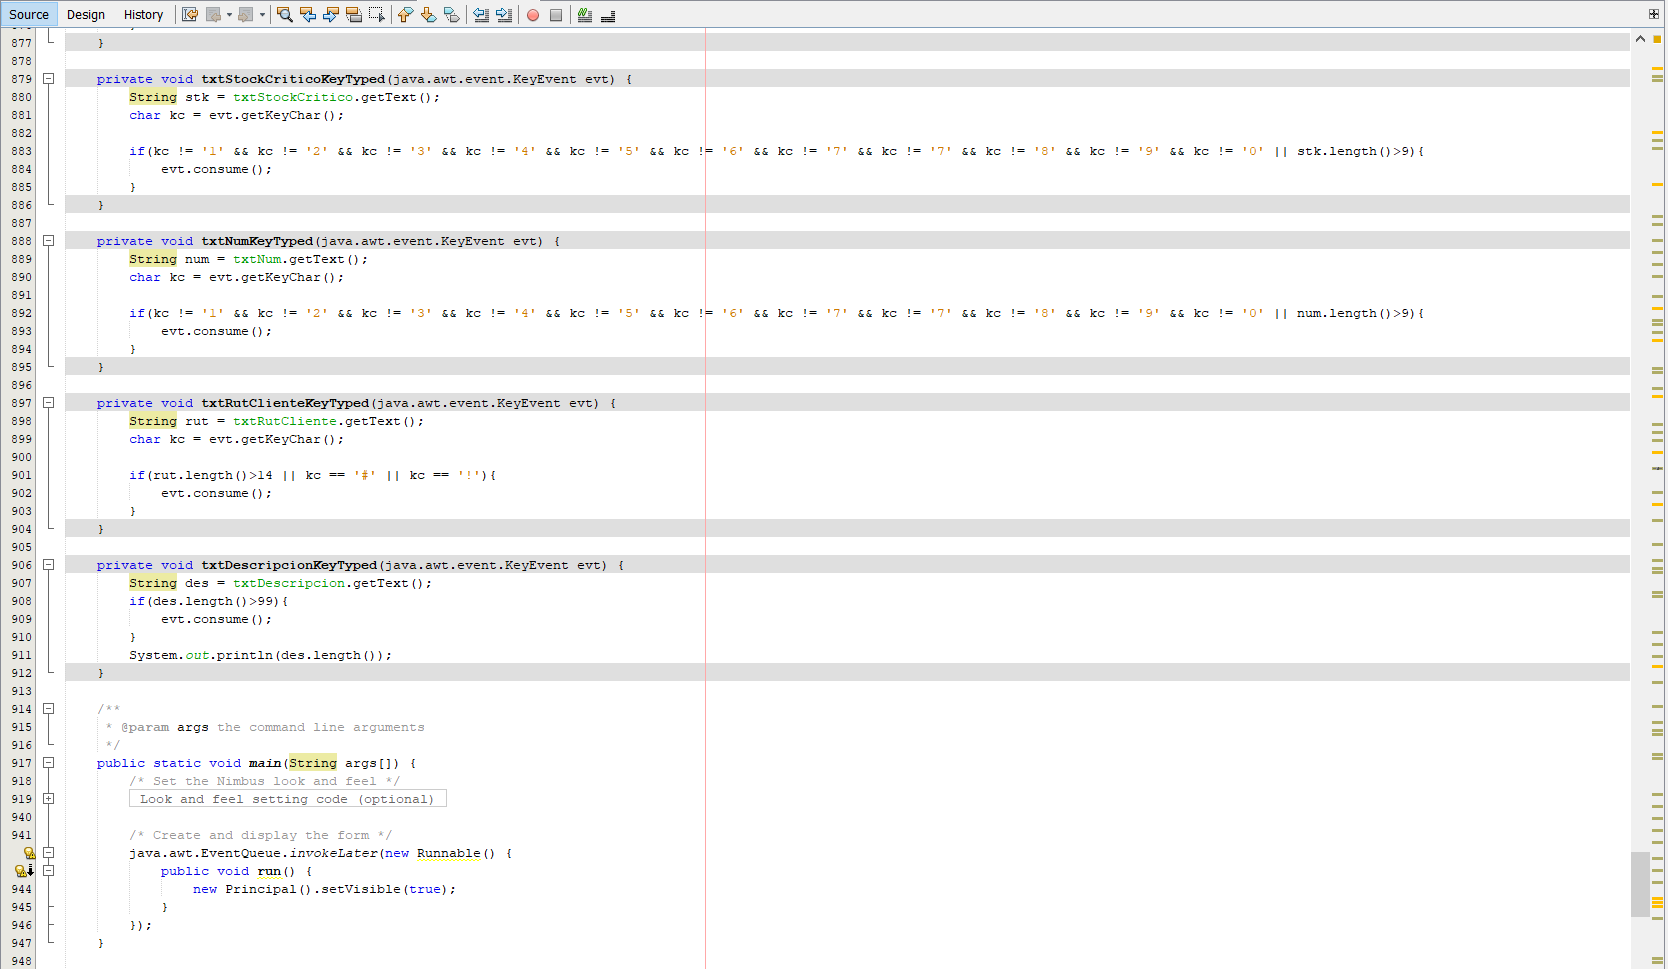 Source Design History
877 }
878
879 private void txtStockCriticoKeyTyped(java.awt.event.KeyEvent evt) {
880 String stk = txtStockCritico.getText();
881 char kc = evt.getKeyChar();
882
883 if(kc != '1' && kc != '2' && kc != '3' && kc != '4' && kc != '5' && kc != '6' && kc != '7' && kc != '7' && kc != '8' && kc != '9' && kc != '0' || stk.length()>9){
884 evt.consume();
885 }
886 }
887
888 private void txtNumKeyTyped(java.awt.event.KeyEvent evt) {
889 String num = txtNum.getText();
890 char kc = evt.getKeyChar();
891
892 if(kc != '1' && kc != '2' && kc != '3' && kc != '4' && kc != '5' && kc != '6' && kc != '7' && kc != '7' && kc != '8' && kc != '9' && kc != '0' || num.length()>9){
893 evt.consume();
894 }
895 }
896
897 private void txtRutClienteKeyTyped(java.awt.event.KeyEvent evt) {
898 String rut = txtRutCliente.getText();
899 char kc = evt.getKeyChar();
900
901 if(rut.length()>14 || kc == '#' || kc == '!'){
902 evt.consume();
903 }
904 }
905
906 private void txtDescripcionKeyTyped(java.awt.event.KeyEvent evt) {
907 String des = txtDescripcion.getText();
908 if(des.length()>99){
909 evt.consume();
910 }
911 System.out.println(des.length());
912 }
913
914 /**
915 * @param args the command line arguments
916 */
917 public static void main(String args[]) {
918 /* Set the Nimbus look and feel */
919 Look and feel setting code (optional)
940
941 /* Create and display the form */
java.awt.EventQueue.invokeLater(new Runnable() {
public void run() {
944 new Principal().setVisible(true);
945 }
946 });
947 }
948